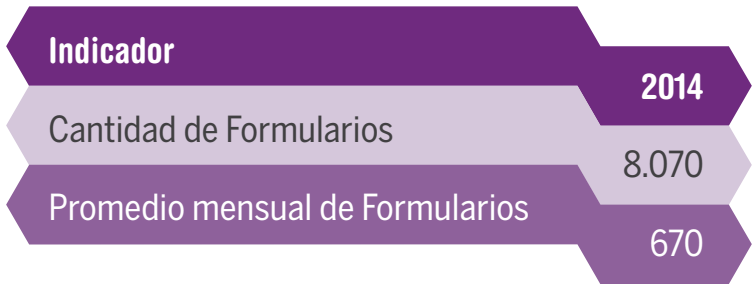 Indicador
2014
Cantidad de Formularios
8.070
Promedio mensual de Formularios
670